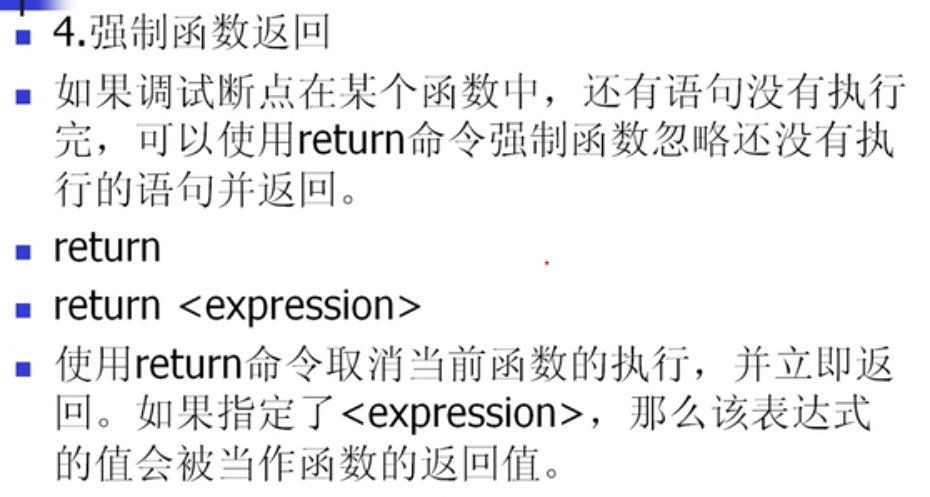 4.强制函数返回
如果调试断点在某个函数中，还有语句没有执行
完，可以使用return命令强制函数忽略还没有执
行的语句并返回。
return
return <expression>
使用return命令取消当前函数的执行，并立即返
回。如果指定了<expression>，那么该表达式
的值会被当作函数的返回值。